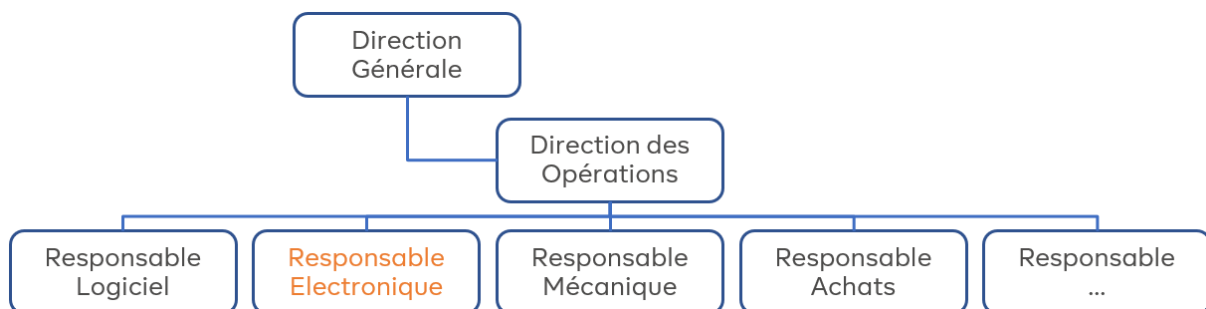 Direction
Générale
Direction des
Opérations
Responsable
Logiciel
Responsable
Electronique
Responsable
Mécanique
Responsable
Achats
Responsable
...